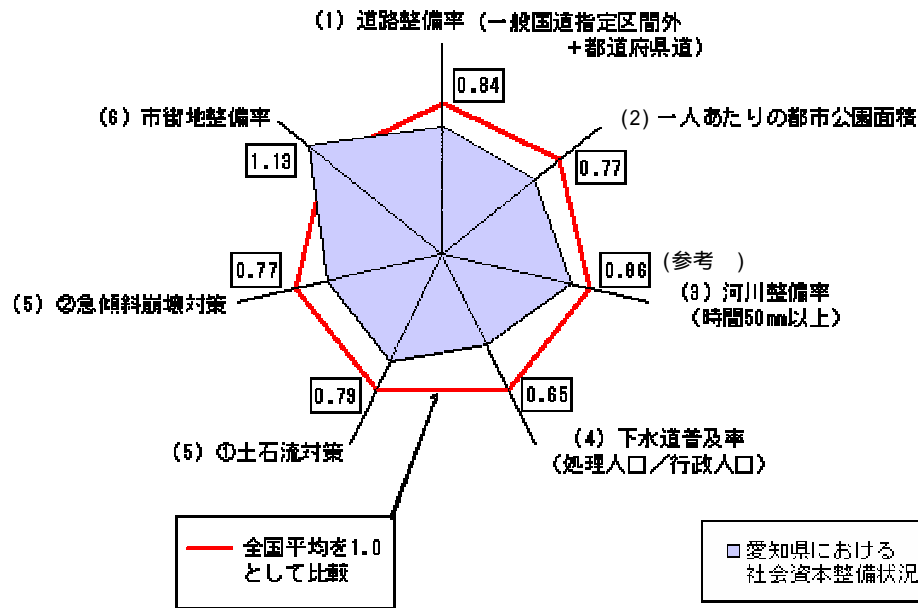 (1) 道路整備率 (一般国道指定区間外
＋都道府県道)
0.84
(6) 市街地整備率
(2) 一人あたりの都市公園面積
1.13
0.77
0.77
0.86 (参考 )
(5) ②急傾斜崩壊対策
(3) 河川整備率
(時間50mm以上)
0.79
0.65
(5) ①土石流対策
(4) 下水道普及率
(処理人口／行政人口)
全国平均を1.0
として比較
愛知県における
社会資本整備状況